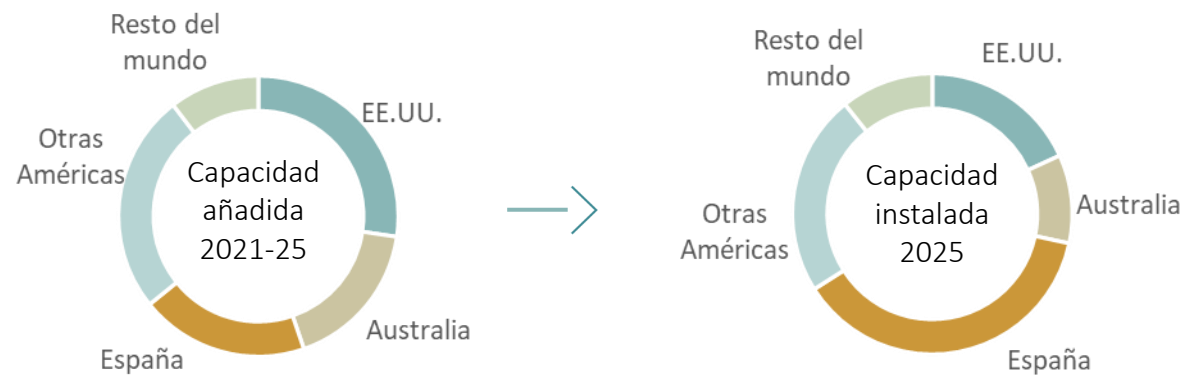 Resto del
mundo
EE.UU.
Otras
Américas
Capacidad
añadida
2021-25
Australia
España
Resto del
mundo
EE.UU.
Otras
Américas
Capacidad
instalada
2025
Australia
España